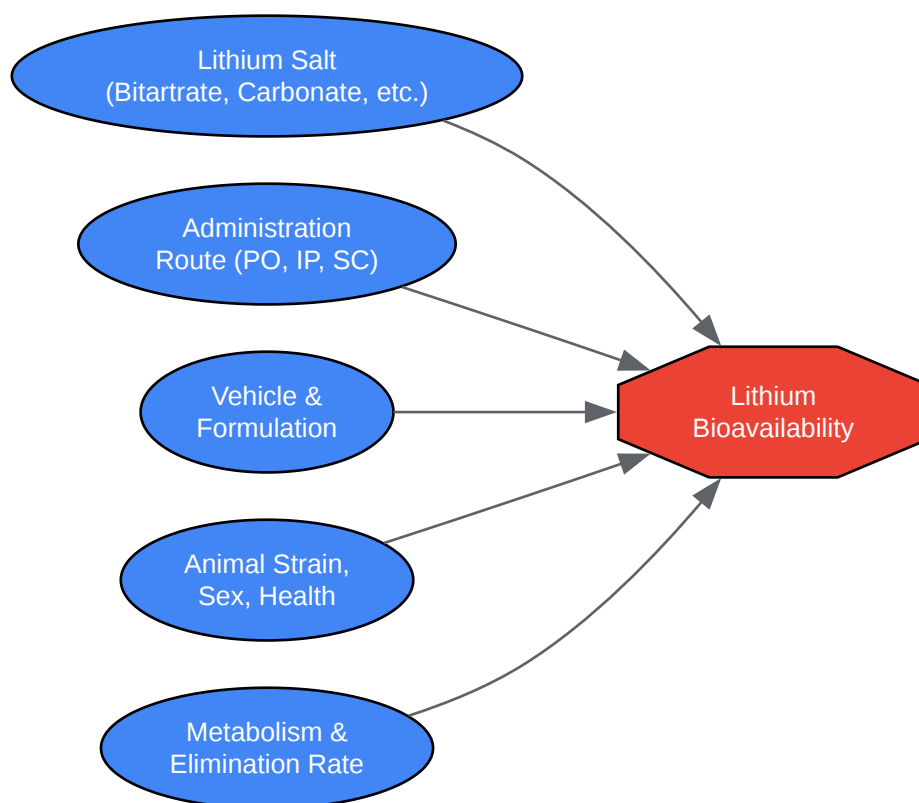 Lithium Salt
(Bitartrate, Carbonate, etc.)
Administration
Route (PO, IP, SC)
Vehicle &
Formulation
Lithium
Bioavailability
Animal Strain,
Sex, Health
Metabolism &
Elimination Rate